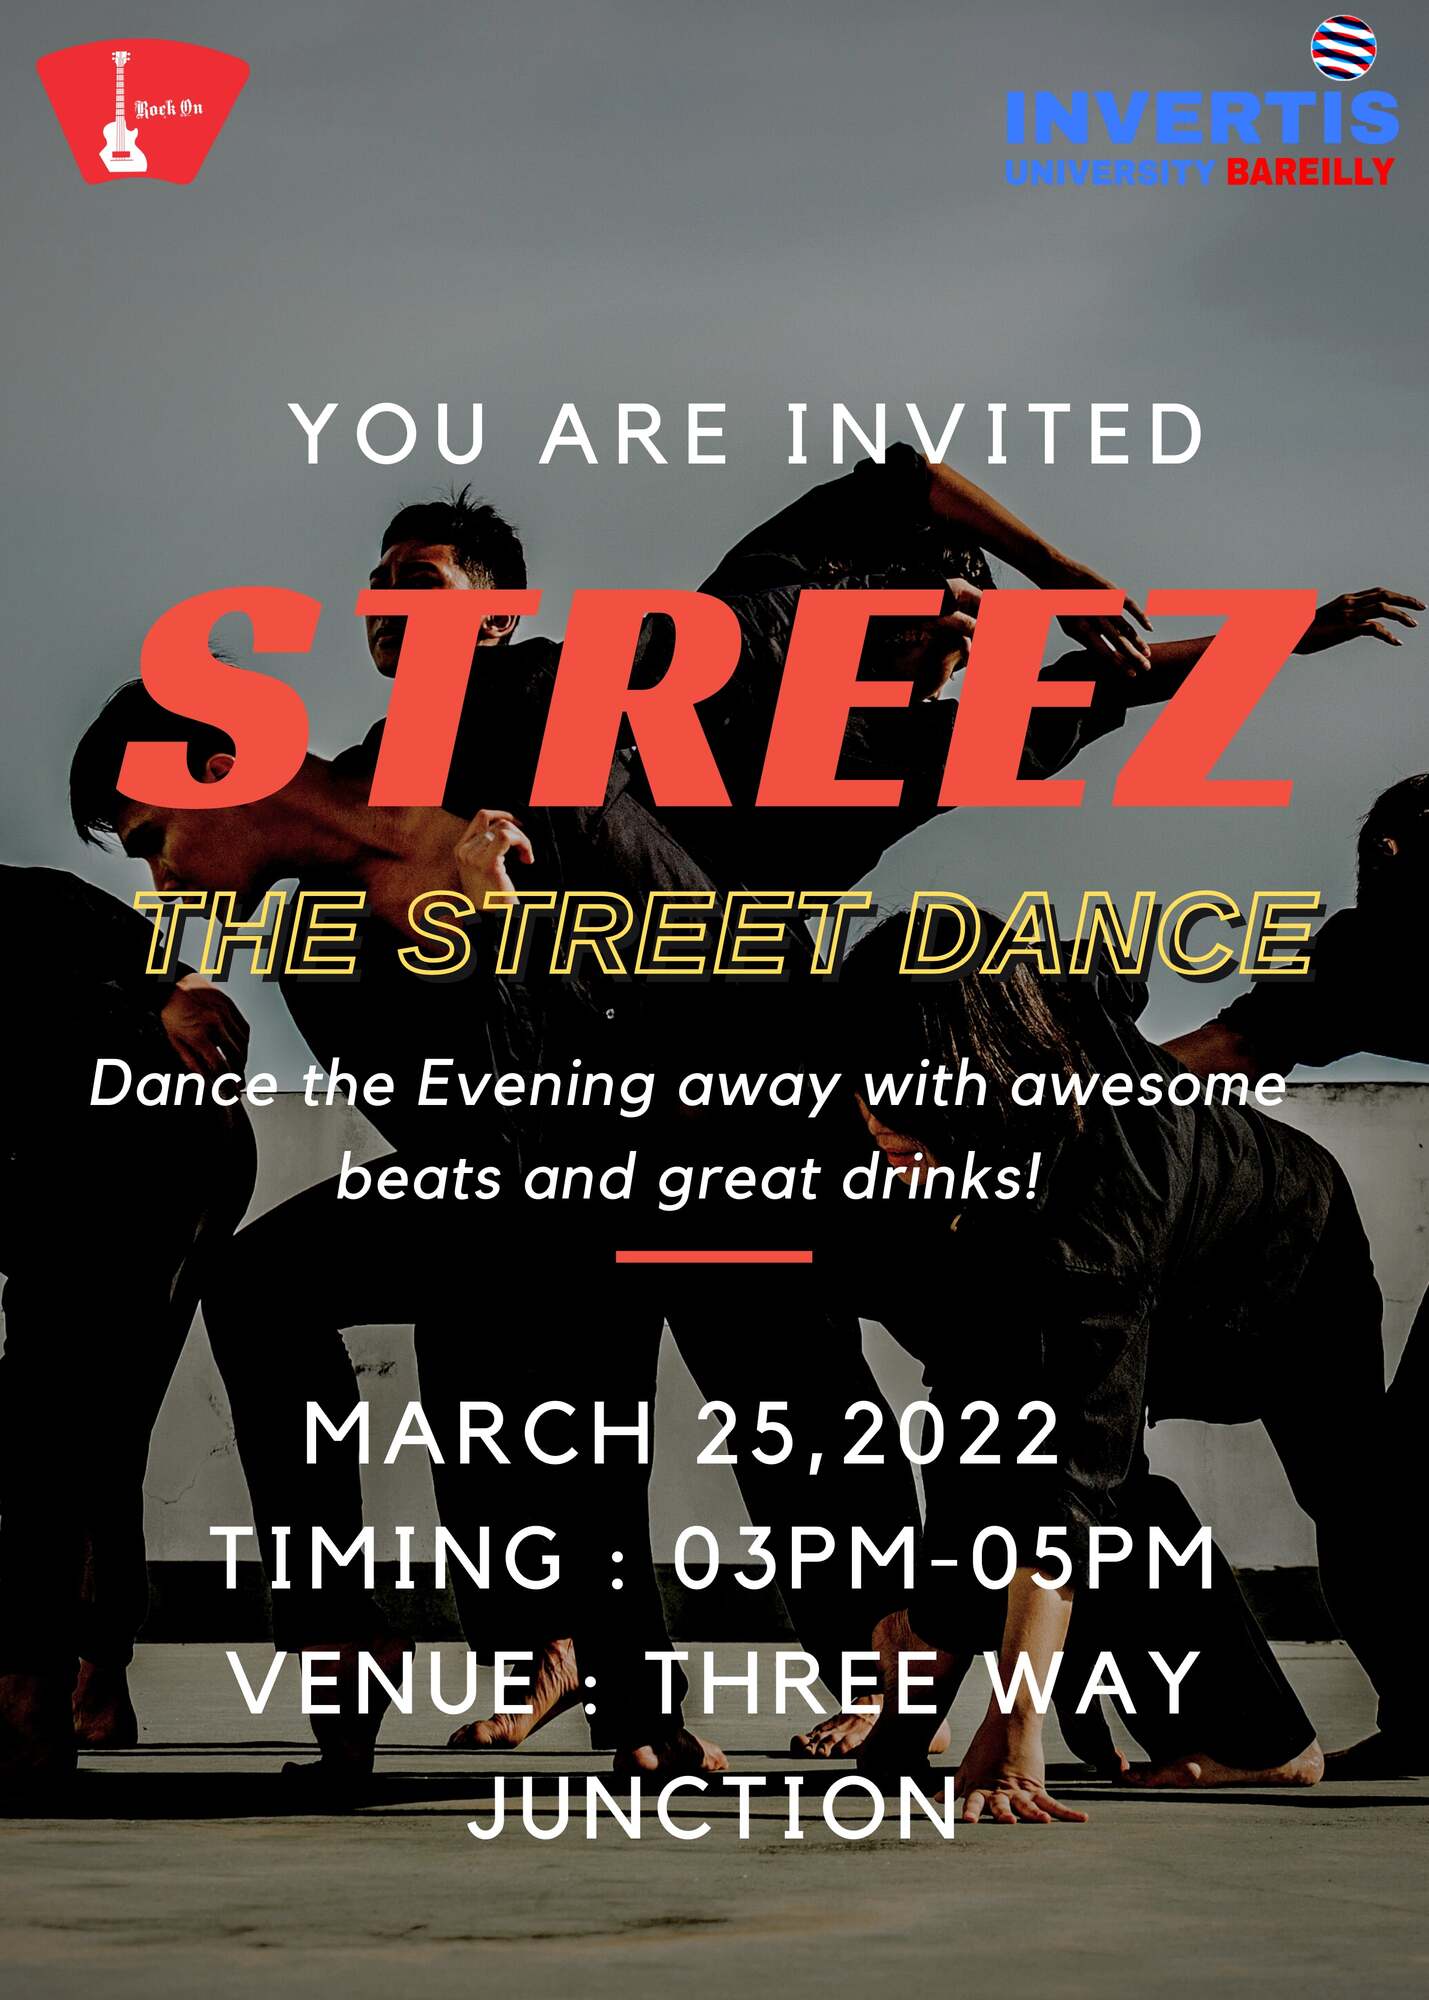 Rock On
INVERTIS
UNIVERSITY BAREILLY
YOU ARE INVITED
STREEZ
THE STREET DANCE
Dance the Evening away with awesome
beats and great drinks!
MARCH 25,2022
TIMING : 03PM-05PM
VENUE : THREE WAY
JUNCTION